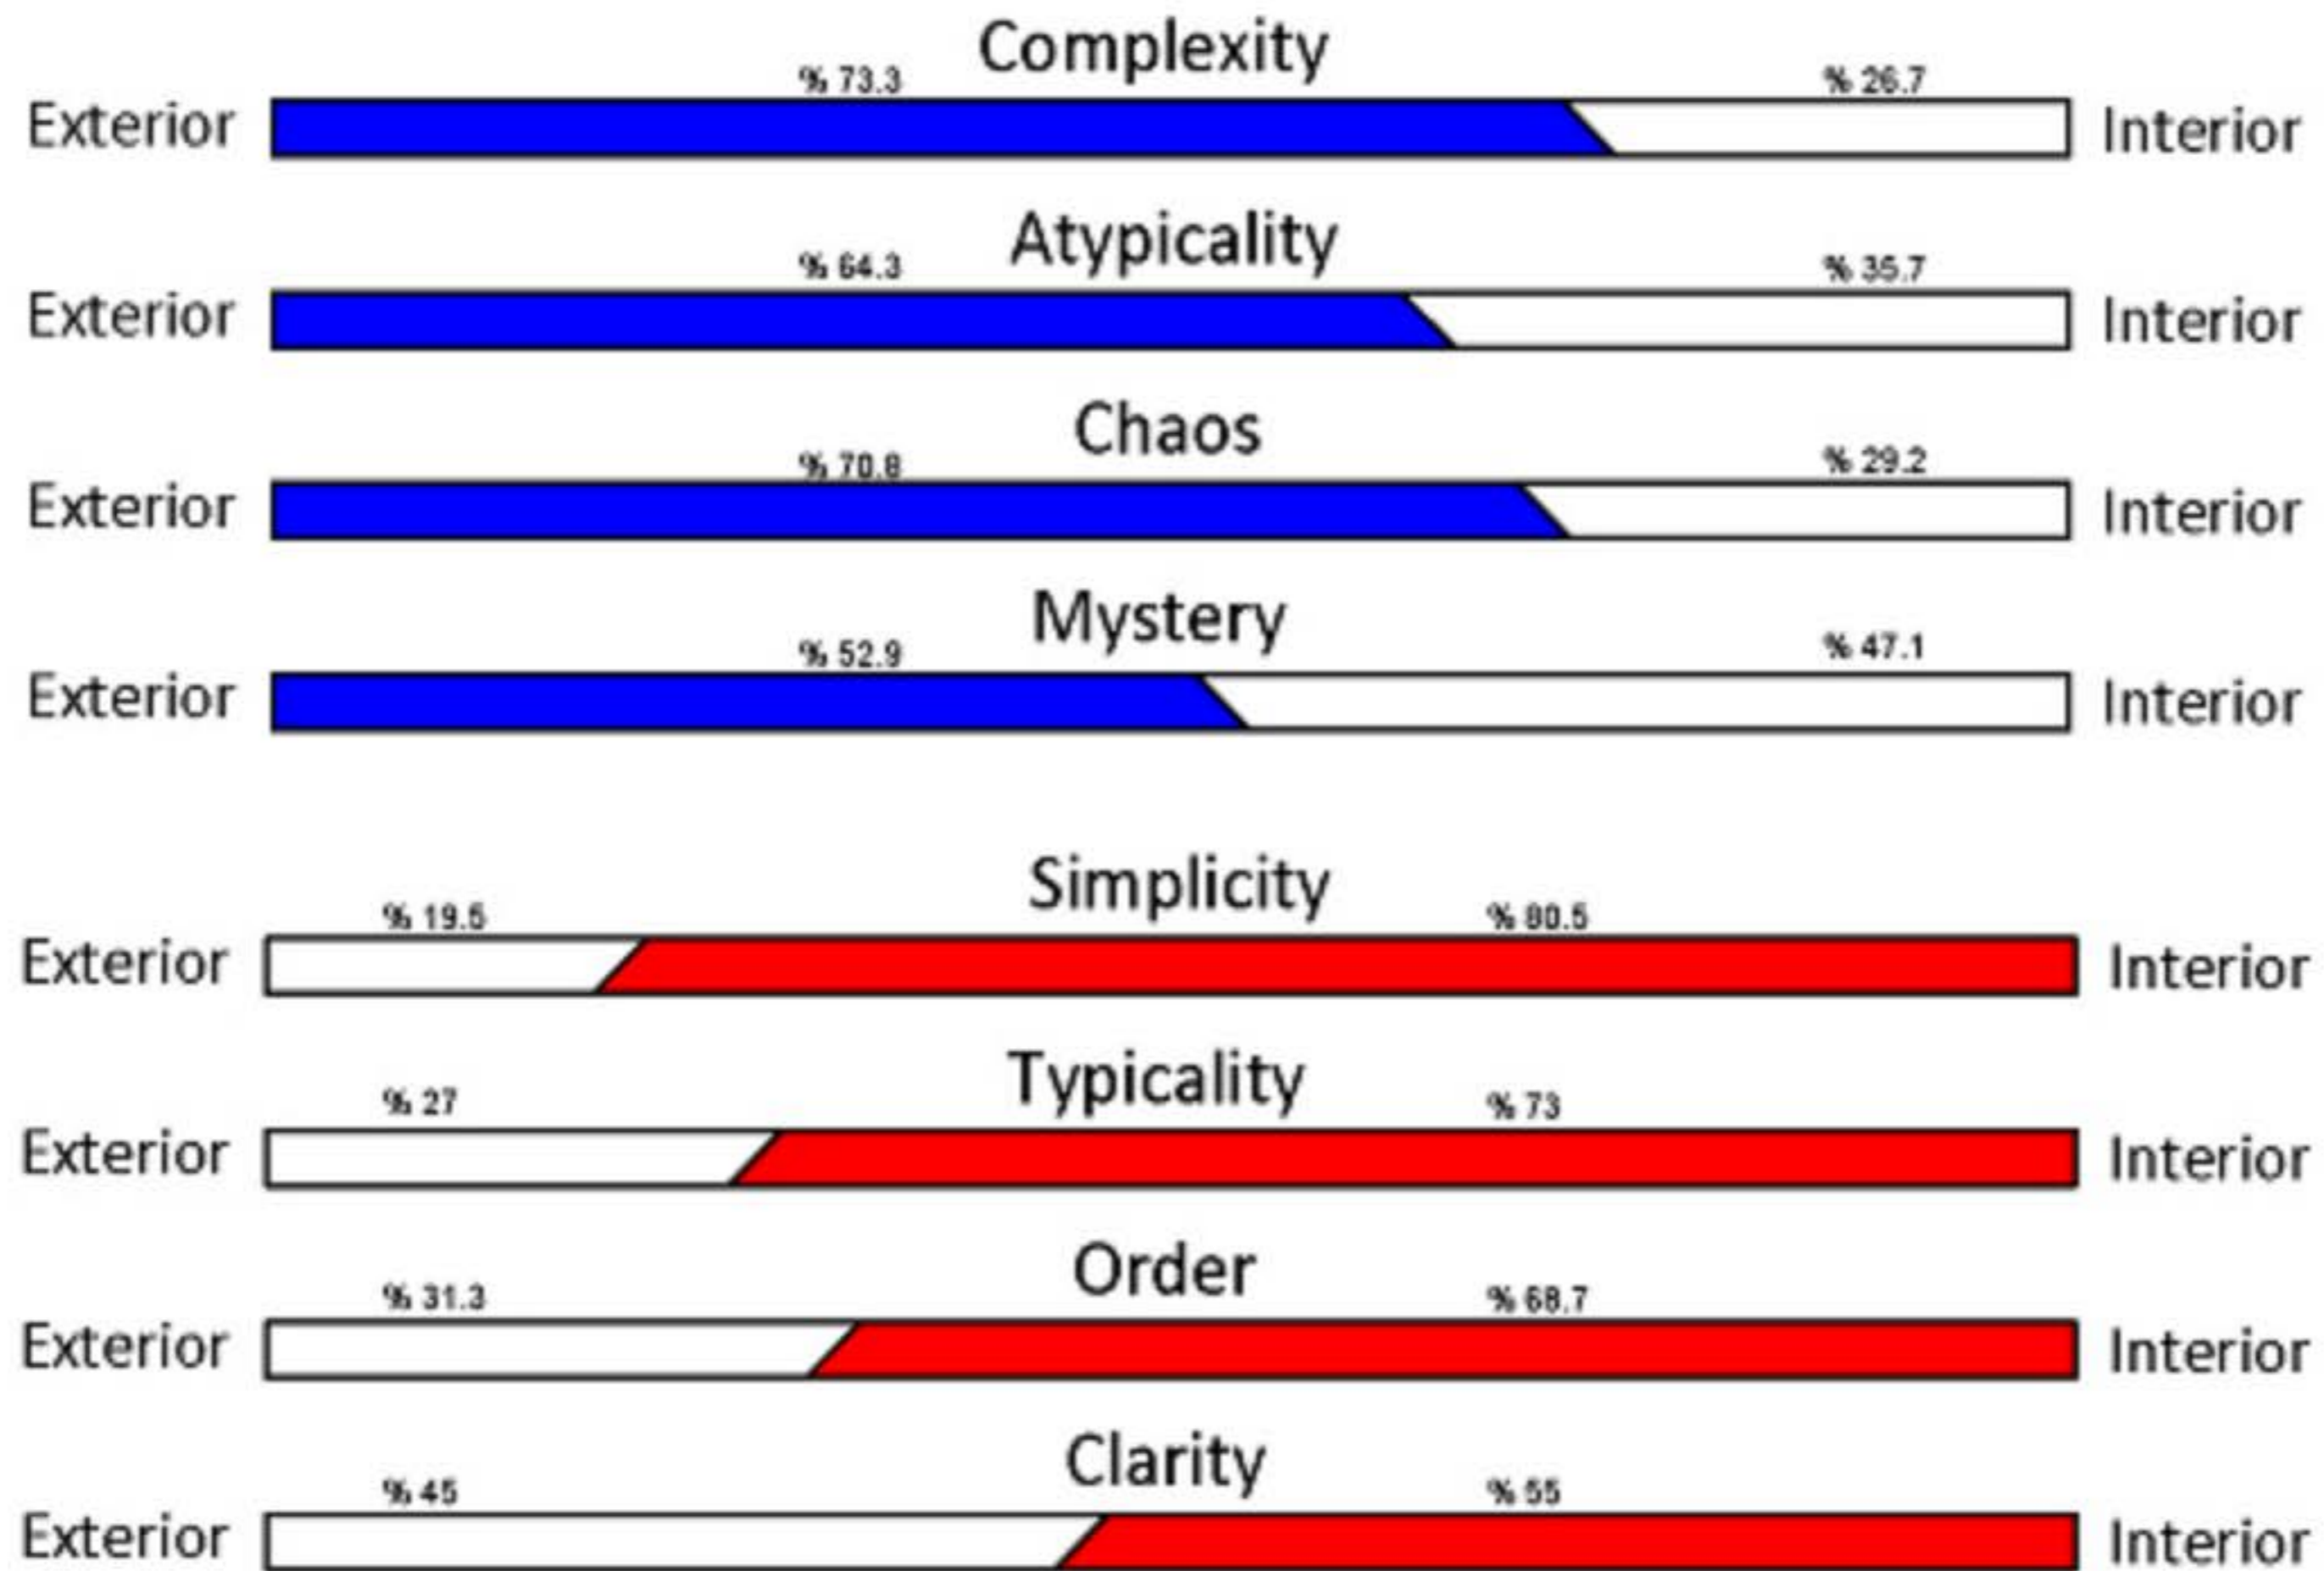 Complexity
% 73.3 % 26.7
Exterior Interior
Atypicality
% 64.3 % 35.7
Exterior Interior
Chaos
% 70.8 % 29.2
Exterior Interior
Mystery
% 52.9 % 47.1
Exterior Interior
Simplicity
% 19.5 % 80.5
Exterior Interior
Typicality
% 27 % 73
Exterior Interior
Order
% 31.3 % 68.7
Exterior Interior
Clarity
% 45 % 55
Exterior Interior